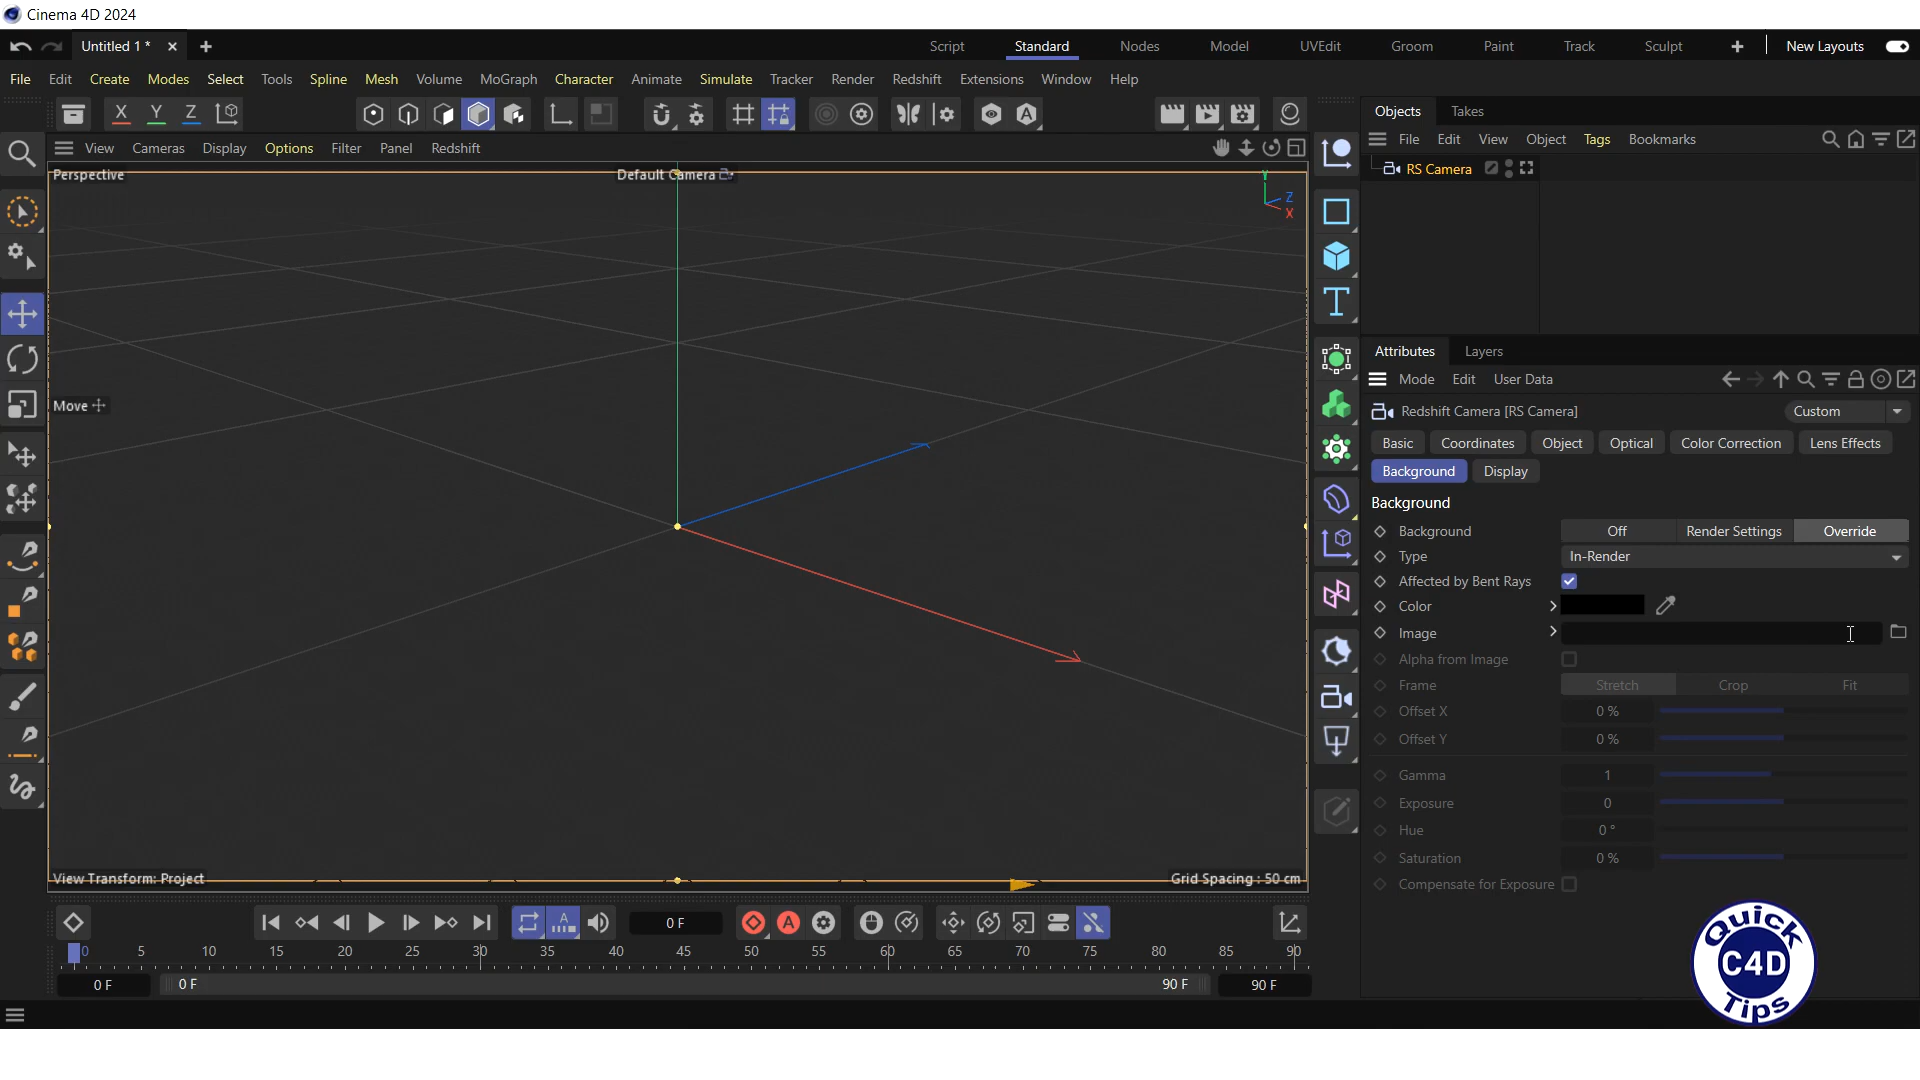 Cinema 4D 2024
Untitled 1 *
Script Standard Nodes Model UVEdit Groom Paint Track Sculpt New Layouts
File Edit Create Modes Select Tools Spline Mesh Volume MoGraph Character Animate Simulate Tracker Render Redshift Extensions Window Help
X Y Z
Objects Takes
File Edit View Object Tags Bookmarks
View Cameras Display Options Filter Panel Redshift
Perspective
Default Camera
Y
Z
X
RS Camera
Move
Attributes Layers
Mode Edit User Data
Redshift Camera [RS Camera]
Custom
Basic Coordinates Object Optical Color Correction Lens Effects
Background Display
Background
Background Off Render Settings Override
Type In-Render
Affected by Bent Rays
Color
Image
Alpha from Image
Frame Stretch Crop Fit
Offset X 0 %
Offset Y 0 %
Gamma 1
Exposure 0
Hue 0 °
Saturation 0 %
Compensate for Exposure
View Transform: Project
Grid Spacing : 50 cm
0 F
0 5 10 15 20 25 30 35 40 45 50 55 60 65 70 75 80 85 90
0 F 0 F 90 F 90 F
Quick
C4D
Tips